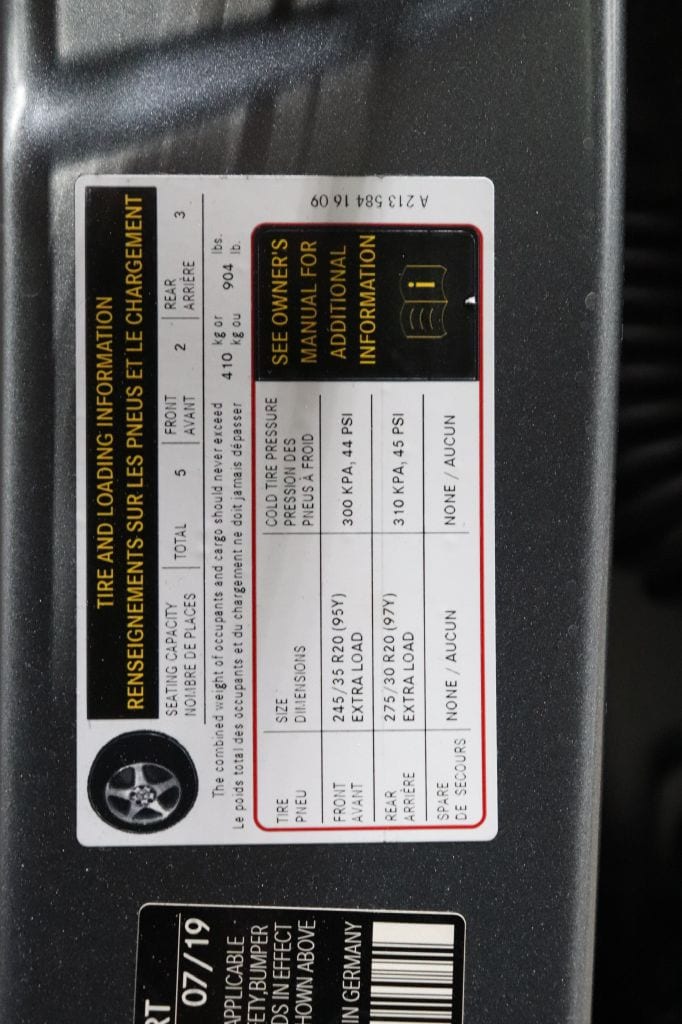 TIRE AND LOADING INFORMATION
RENSEIGNEMENTS SUR LES PNEUS ET LE CHARGEMENT
SEATING CAPACITY TOTAL 5 FRONT 2 REAR 3
NOMBRE DE PLACES AVANT ARRIÈRE
The combined weight of occupants and cargo should never exceed 410 kg or 904 lbs.
Le poids total des occupants et du chargement ne doit jamais dépasser kg ou lb.
TIRE SIZE COLD TIRE PRESSURE
PNEU DIMENSIONS PRESSION DES
PNEUS À FROID
FRONT 245/35 R20 (95Y) 300 KPA, 44 PSI
AVANT EXTRA LOAD
REAR 275/30 R20 (97Y) 310 KPA, 45 PSI
ARRIÈRE EXTRA LOAD
SPARE NONE / AUCUN NONE / AUCUN
DE SECOURS
SEE OWNER'S
MANUAL FOR
ADDITIONAL
INFORMATION
i
A 213 584 16 09
RT
07/19
APPLICABLE
ETY,BUMPER
DS IN EFFECT
HOWN ABOVE.
IN GERMANY